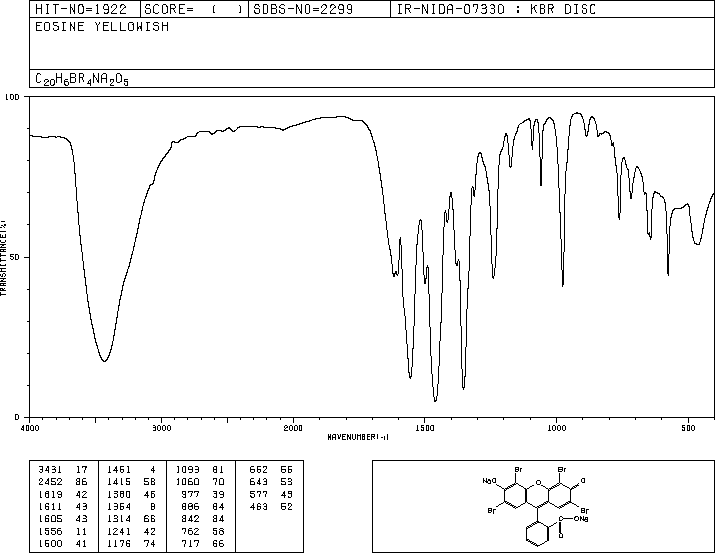 HIT-NO=1922 SCORE= ( ) SDBS-NO=2299 IR-NIDA-07330 : KBR DISC
EOSINE YELLOWISH
C20H6BR4NA2O5
100
50
0
TRANSMITTANCE(%)
4000 3000 2000 1500 1000 500
WAVENUMBER(-1)
3431 17 1461 4 1093 81 652 55
2452 86 1415 58 1060 70 643 53
1619 42 1380 46 977 39 577 43
1611 43 1354 8 886 84 463 52
1605 43 1314 66 842 84
1556 11 1241 42 762 58
1500 41 1176 74 717 66
Br Br
NaO O O
Br Br
C-ONa
O